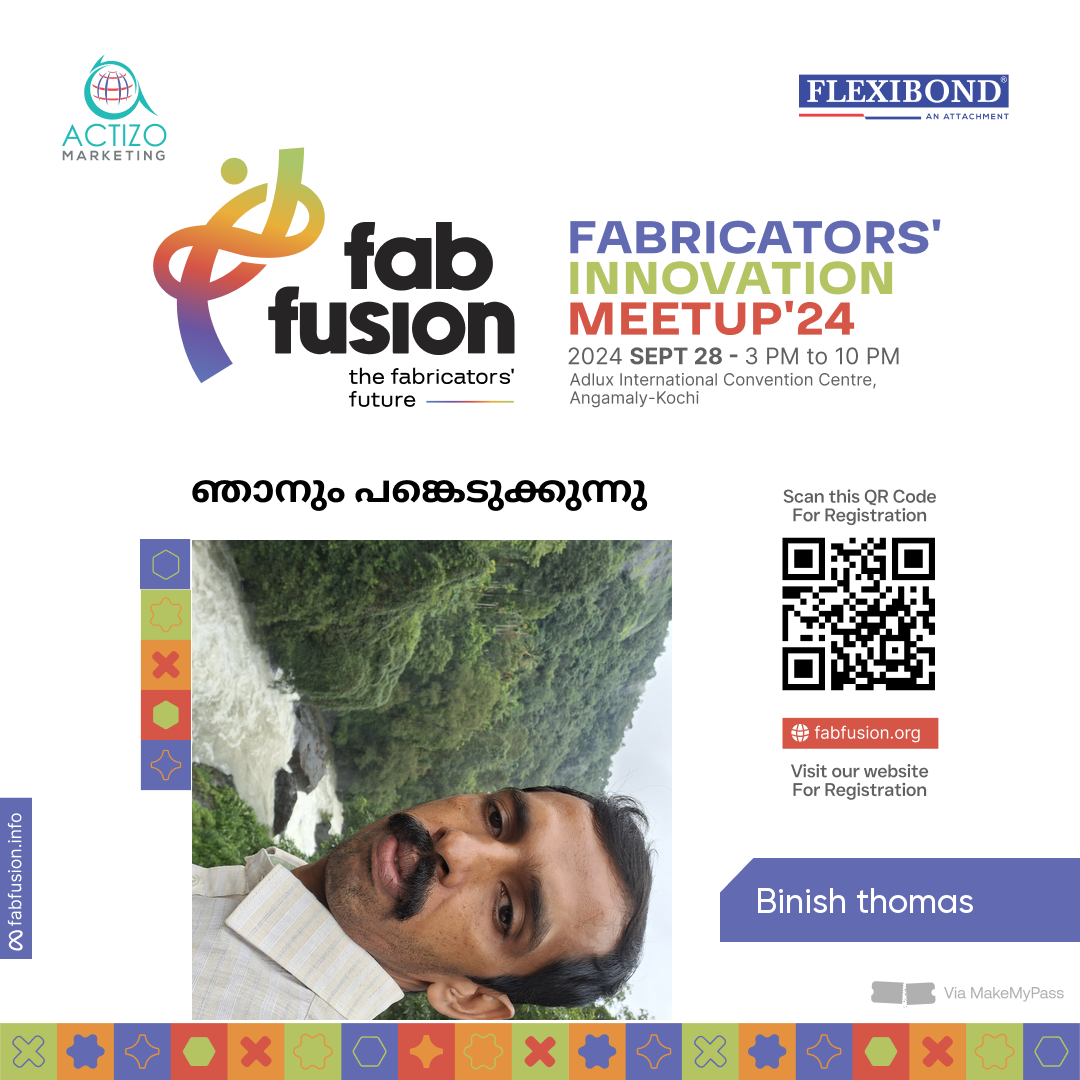 ACTIZO
MARKETING
FLEXIBOND®
AN ATTACHMENT
fab
fusion
the fabricators'
future
FABRICATORS'
INNOVATION
MEETUP'24
2024 SEPT 28 - 3 PM to 10 PM
Adlux International Convention Centre,
Angamaly-Kochi
ഞാനും പങ്കെടുക്കുന്നു
Scan this QR Code
For Registration
fabfusion.org
Visit our website
For Registration
fabfusion.info
Binish thomas
Via MakeMyPass